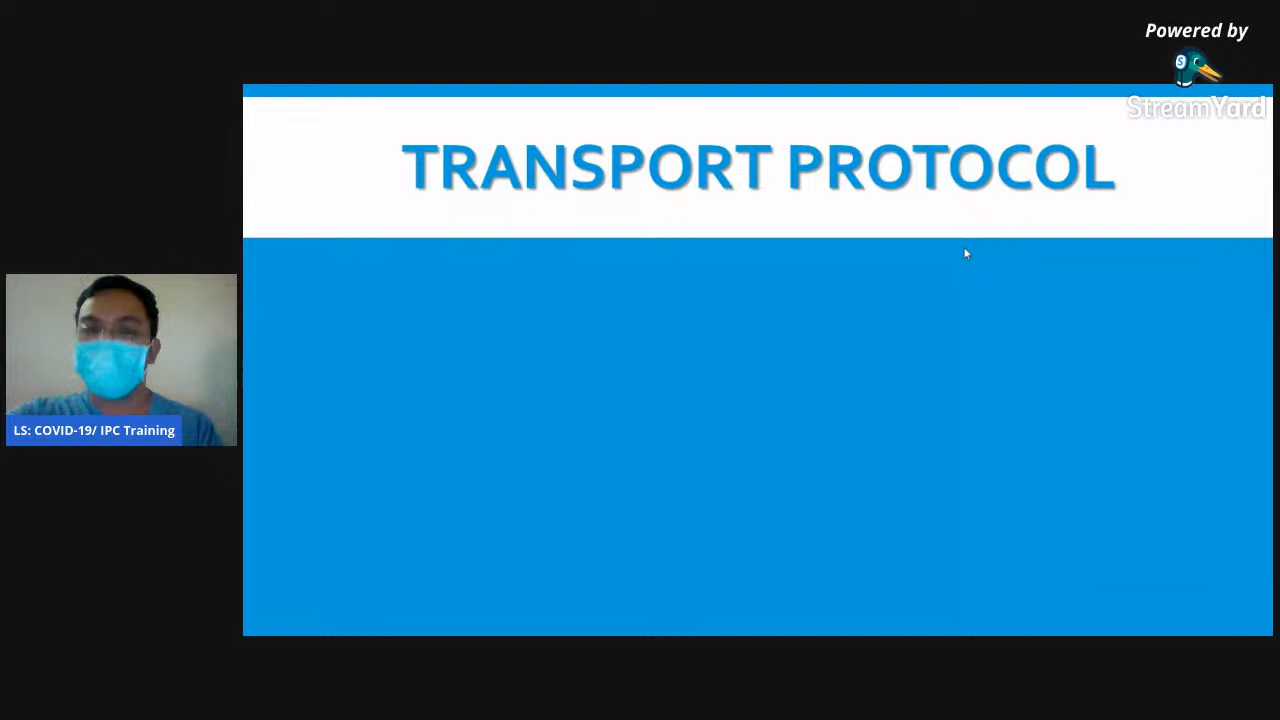 Powered by
StreamYard
TRANSPORT PROTOCOL
LS: COVID-19/ IPC Training